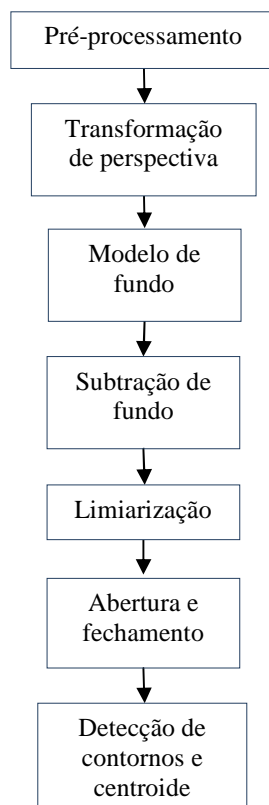 Pré-processamento
Transformação
de perspectiva
Modelo de
fundo
Subtração de
fundo
Limiarização
Abertura e
fechamento
Detecção de
contornos e
centroide